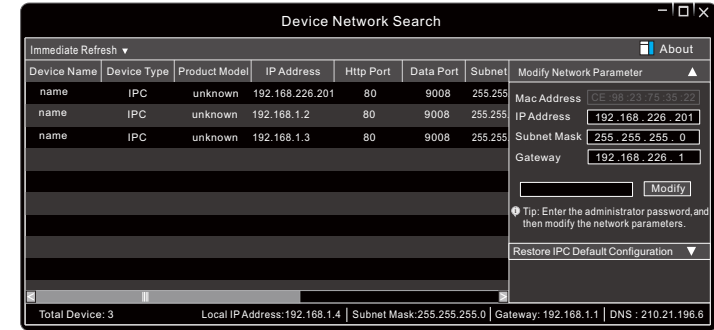 Device Network Search
Immediate Refresh ▼
About
Device Name Device Type Product Model IP Address Http Port Data Port Subnet
name IPC unknown 192.168.226.201 80 9008 255.255
name IPC unknown 192.168.1.2 80 9008 255.255.
name IPC unknown 192.168.1.3 80 9008 255.255
Modify Network Parameter ▲
Mac Address CE:98:23:75:35:22
IP Address 192.168.226.201
Subnet Mask 255.255.255.0
Gateway 192.168.226.1
Modify
Tip: Enter the administrator password, and
then modify the network parameters.
Restore IPC Default Configuration ▼
Total Device: 3 Local IP Address:192.168.1.4 Subnet Mask:255.255.255.0 Gateway: 192.168.1.1 DNS : 210.21.196.6